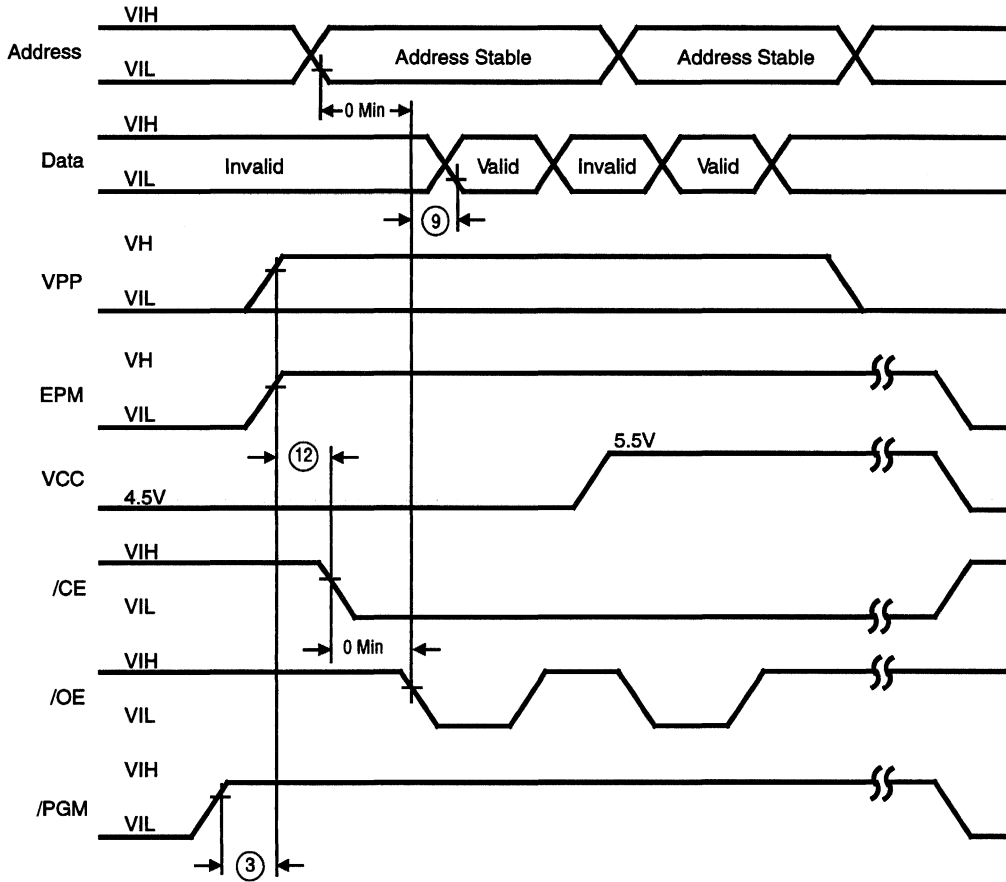 VIH
Address
VIL
Address Stable
Address Stable
0 Min
VIH
Data
VIL
Invalid
Valid
Invalid
Valid
9
VH
VPP
VIL
VH
EPM
VIL
12
5.5V
VCC
4.5V
VIH
/CE
VIL
0 Min
VIH
/OE
VIL
VIH
/PGM
VIL
3